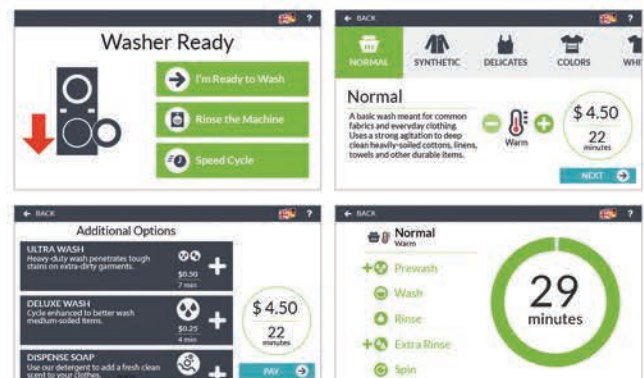 ?
Washer Ready
I'm Ready to Wash
Rinse the Machine
Speed Cycle
BACK
?
NORMAL
SYNTHETIC
DELICATES
COLORS
WHI
Normal
A basic wash meant for common
fabrics and everyday clothing.
Uses a strong agitation to deep
clean heavily-soiled cottons, linens,
towels and other durable items.
Warm
$4.50
22
minutes
NEXT
BACK
?
Additional Options
ULTRA WASH
Heavy-duty wash penetrates tough
stains on extra-dirty garments.
$0.50
7 min
DELUXE WASH
Cycle enhanced to better wash
medium-soiled items.
$0.25
4 min
DISPENSE SOAP
Use our detergent to add a fresh clean
scent to your clothes.
$4.50
22
minutes
PAY
BACK
?
Normal
Warm
Prewash
Wash
Rinse
Extra Rinse
Spin
29
minutes